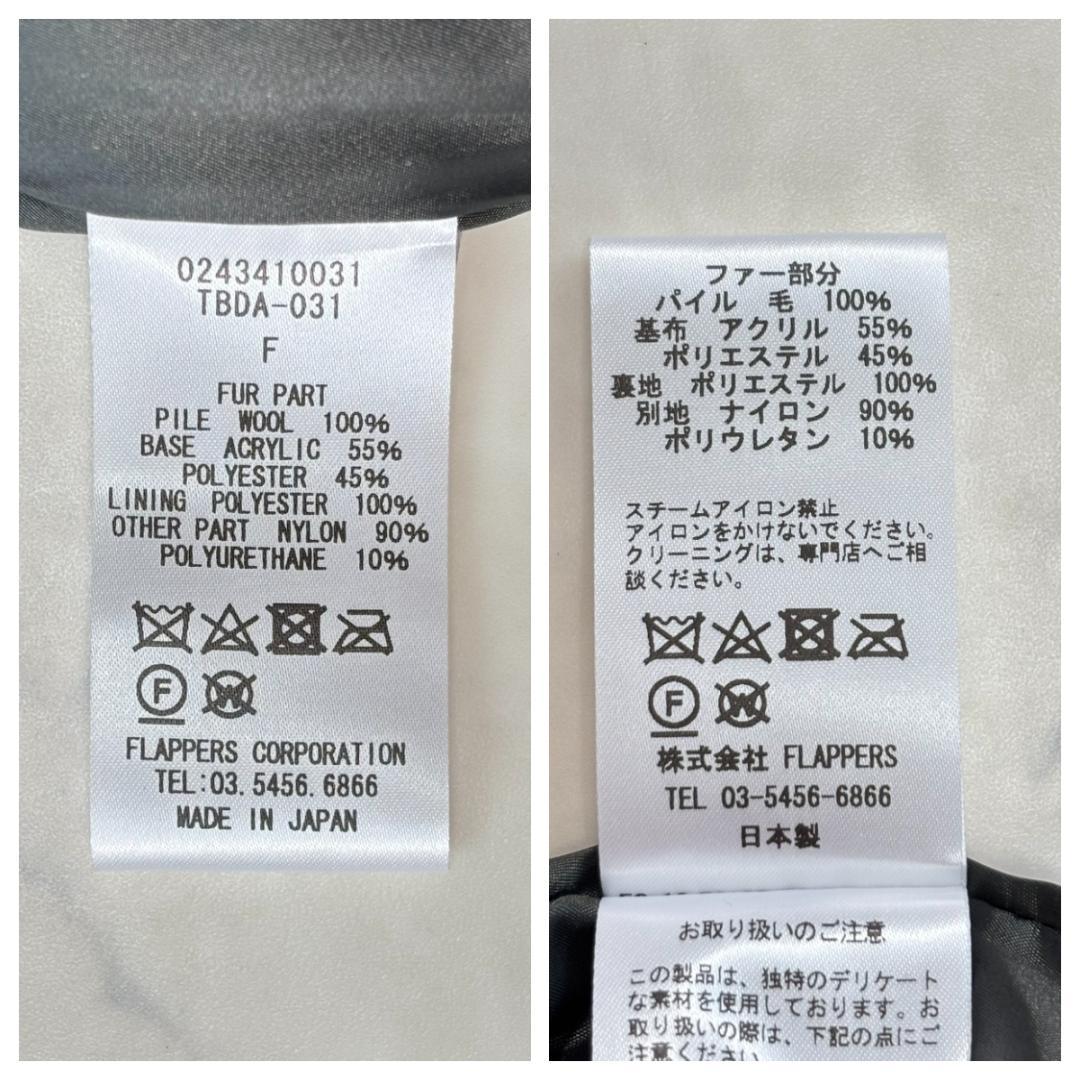 0243410031
TBDA-031
F
FUR PART
PILE WOOL 100%
BASE ACRYLIC 55%
POLYESTER 45%
LINING POLYESTER 100%
OTHER PART NYLON 90%
POLYURETHANE 10%
F
W
FLAPPERS CORPORATION
TEL:03.5456.6866
MADE IN JAPAN
ファー部分
パイル 毛 100%
基布 アクリル 55%
ポリエステル 45%
裏地 ポリエステル 100%
別地 ナイロン 90%
ポリウレタン 10%
スチームアイロン禁止
アイロンをかけないでください。
クリーニングは、専門店へご相
談ください。
F
W
株式会社 FLAPPERS
TEL 03-5456-6866
日本製
お取り扱いのご注意
この製品は、独特のデリケート
な素材を使用しております。お
取り扱いの際は、下記の点にご
注意ください。